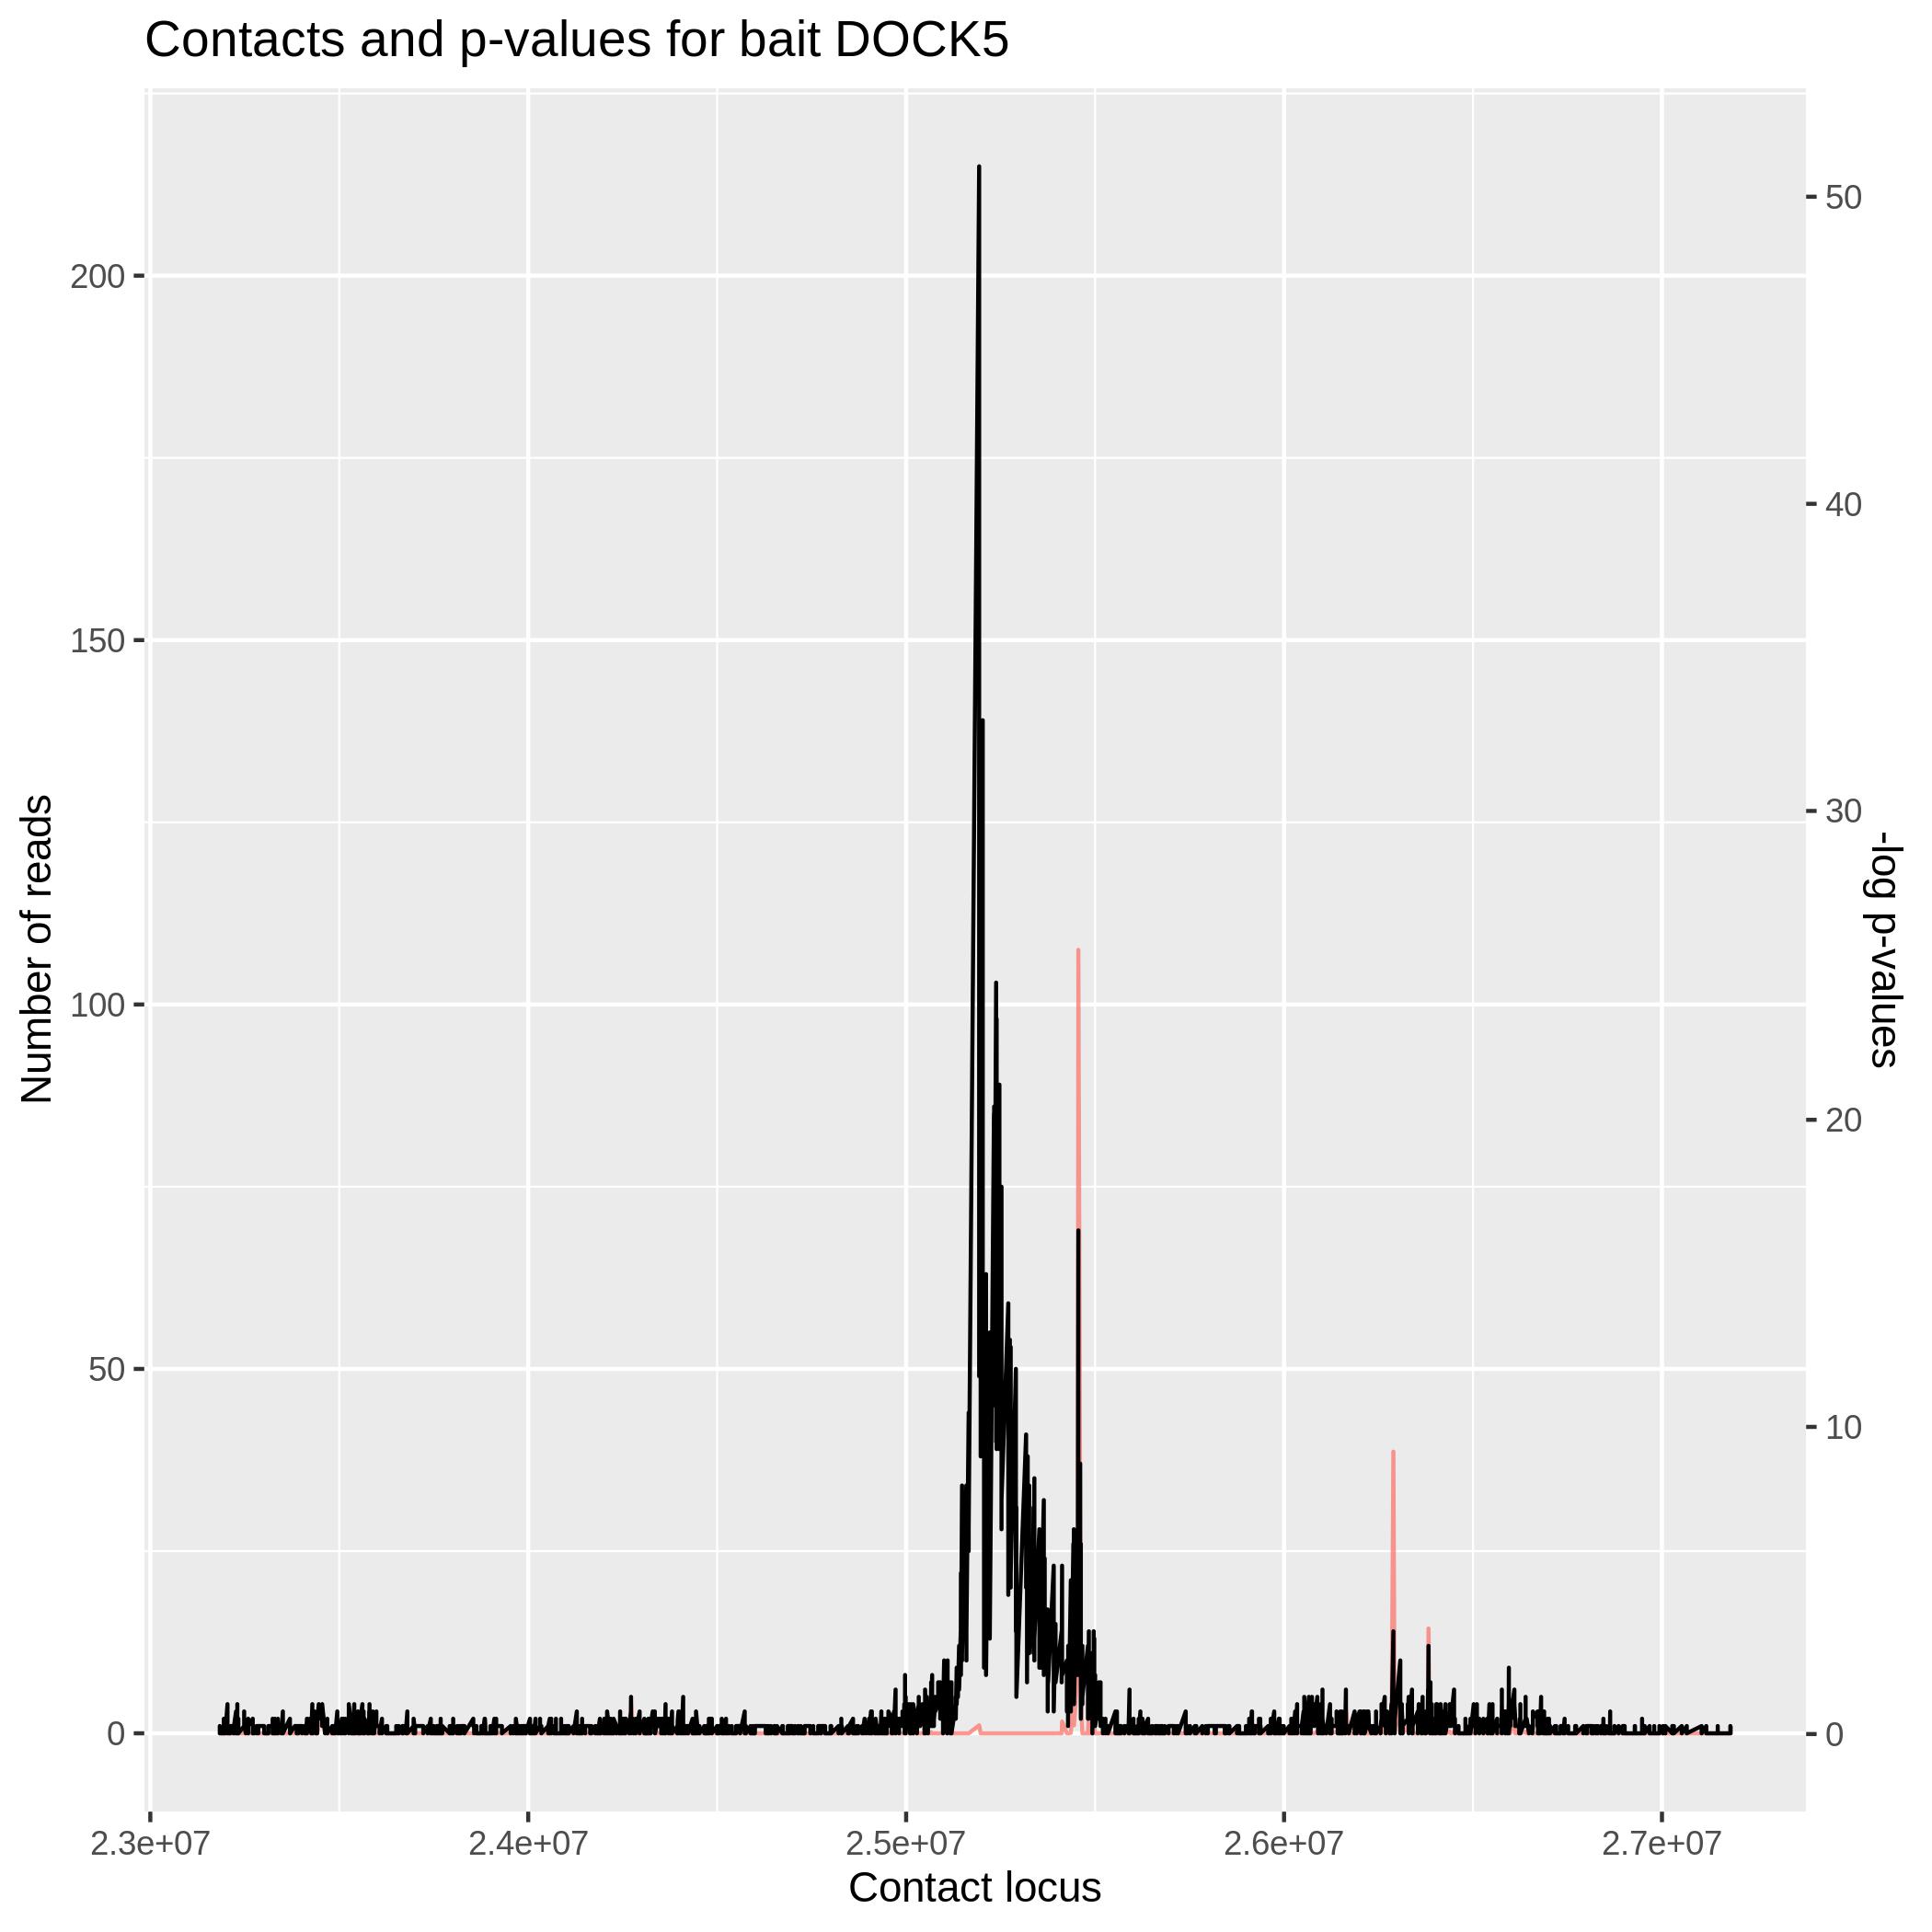 Contacts and p-values for bait DOCK5
Number of reads
200
150
100
50
0
50
40
30
20
10
0
-log p-values
2.3e+07
2.4e+07
2.5e+07
2.6e+07
2.7e+07
Contact locus